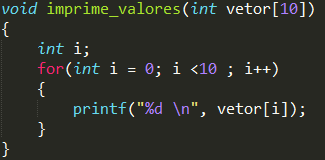 void imprime_valores(int vetor[10])
{
    int i;
    for(int i = 0; i <10 ; i++)
    {
        printf("%d \n", vetor[i]);
    }
}